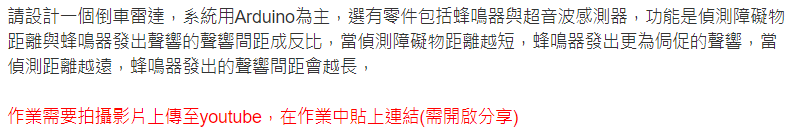 請設計一個倒車雷達，系統用Arduino為主，選有零件包括蜂鳴器與超音波感測器，功能是偵測障礙物
距離與蜂鳴器發出聲響的聲響間距成反比，當偵測障礙物距離越短，蜂鳴器發出更為侷促的聲響，當
偵測距離越遠，蜂鳴器發出的聲響間距會越長，
作業需要拍攝影片上傳至youtube，在作業中貼上連結(需開啟分享)